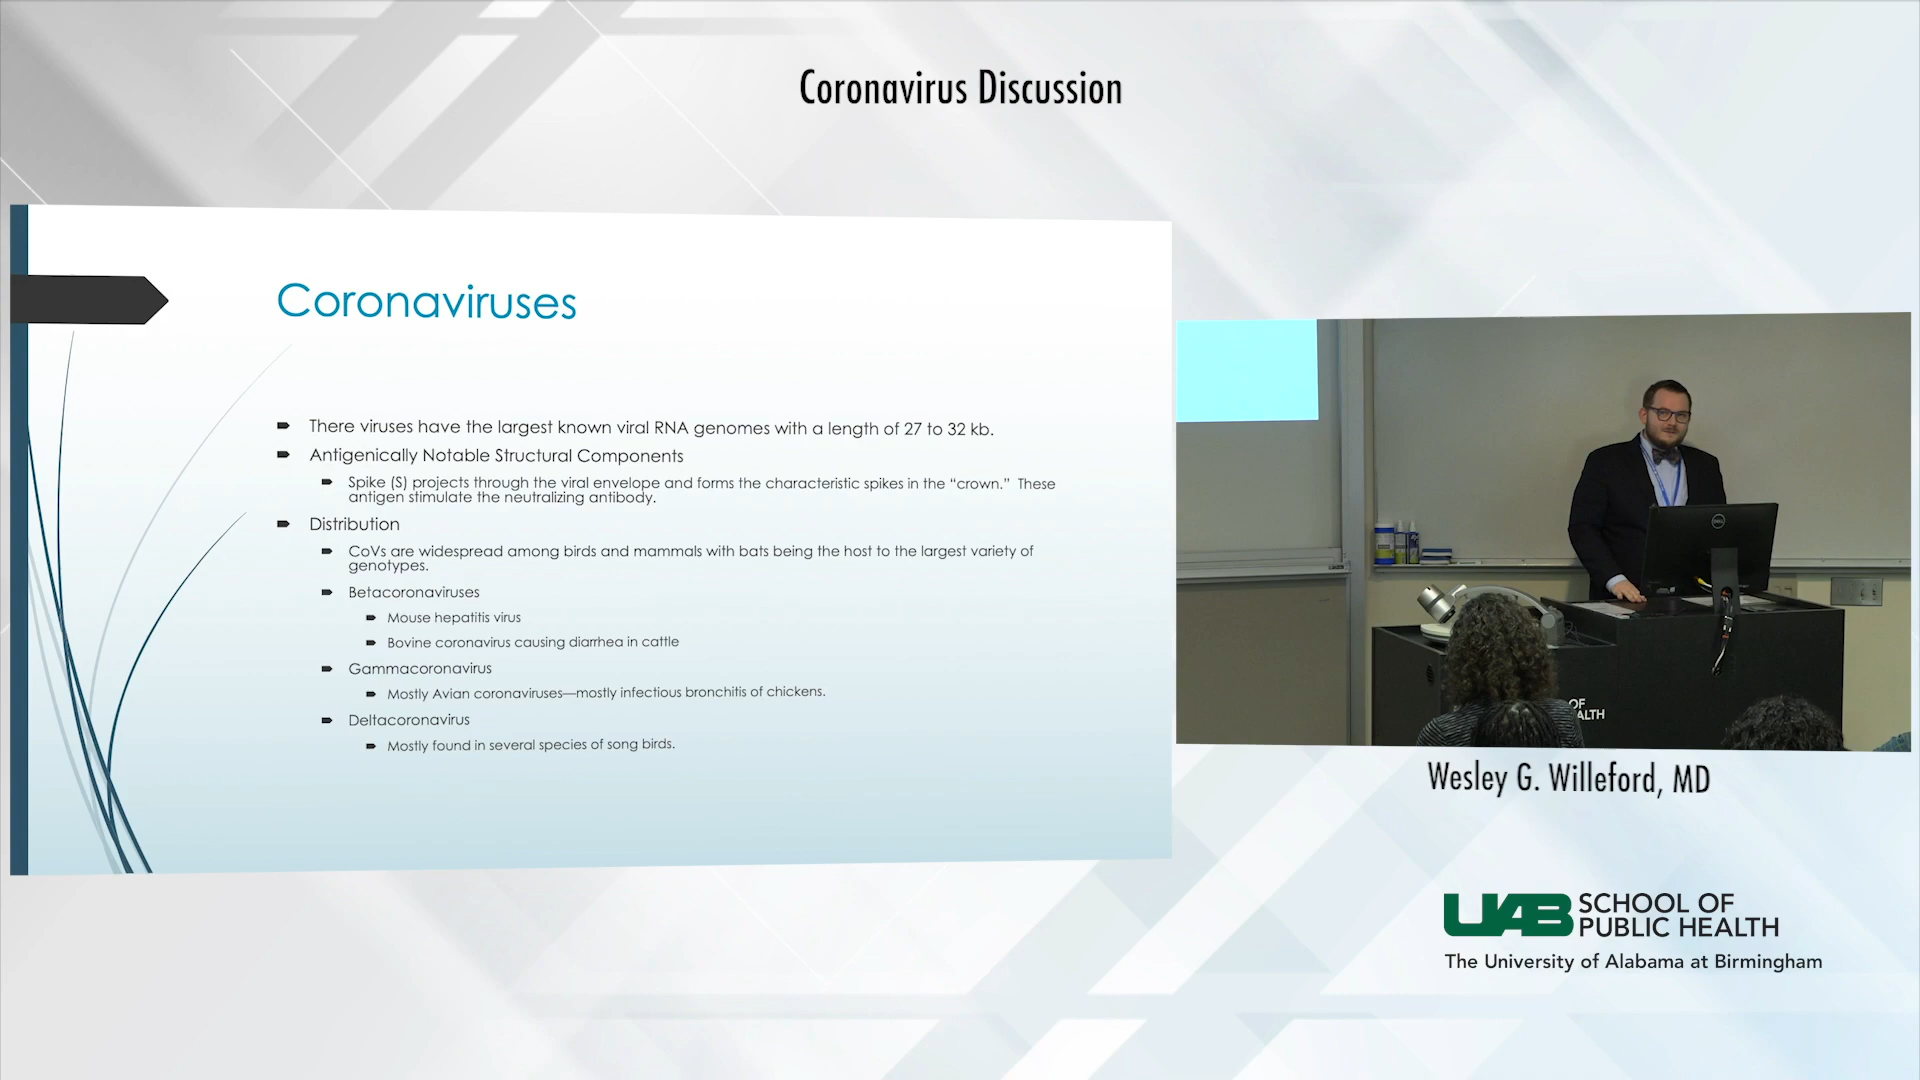 Coronavirus Discussion
Coronaviruses
There viruses have the largest known viral RNA genomes with a length of 27 to 32 kb.
Antigenically Notable Structural Components
Spike (S) projects through the viral envelope and forms the characteristic spikes in the “crown.” These
antigen stimulate the neutralizing antibody.
Distribution
CoVs are widespread among birds and mammals with bats being the host to the largest variety of
genotypes.
Betacoronaviruses
Mouse hepatitis virus
Bovine coronavirus causing diarrhea in cattle
Gammacoronavirus
Mostly Avian coronaviruses—mostly infectious bronchitis of chickens.
Deltacoronavirus
Mostly found in several species of song birds.
DELL
OF
ALTH
Wesley G. Willeford, MD
UAB SCHOOL OF
PUBLIC HEALTH
The University of Alabama at Birmingham